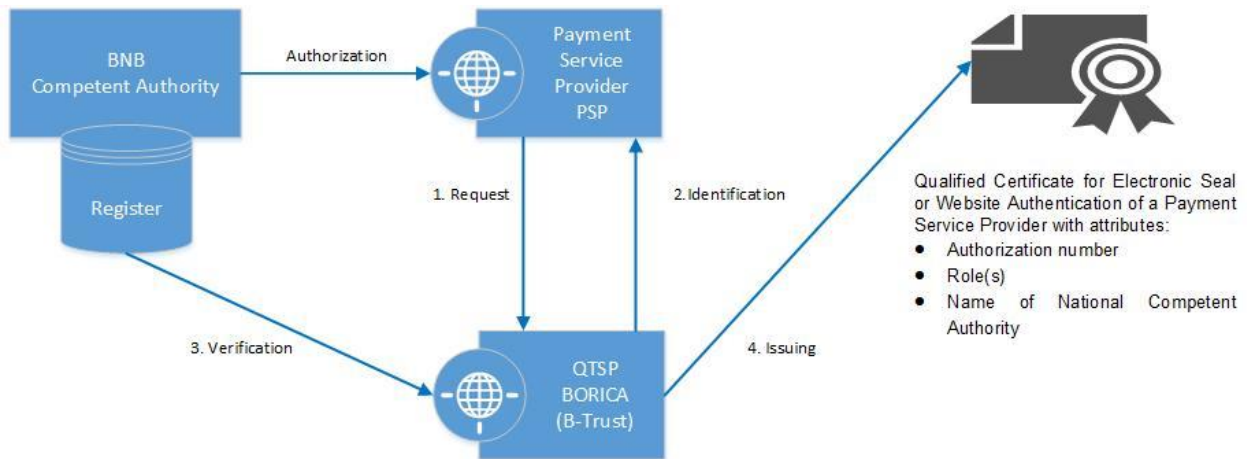 BNB
Competent Authority
Register
Authorization
Payment
Service
Provider
PSP
1. Request
2.Identification
3. Verification
QTSP
BORICA
(B-Trust)
4. Issuing
Qualified Certificate for Electronic Seal
or Website Authentication of a Payment
Service Provider with attributes:
● Authorization number
● Role(s)
● Name of National Competent
Authority